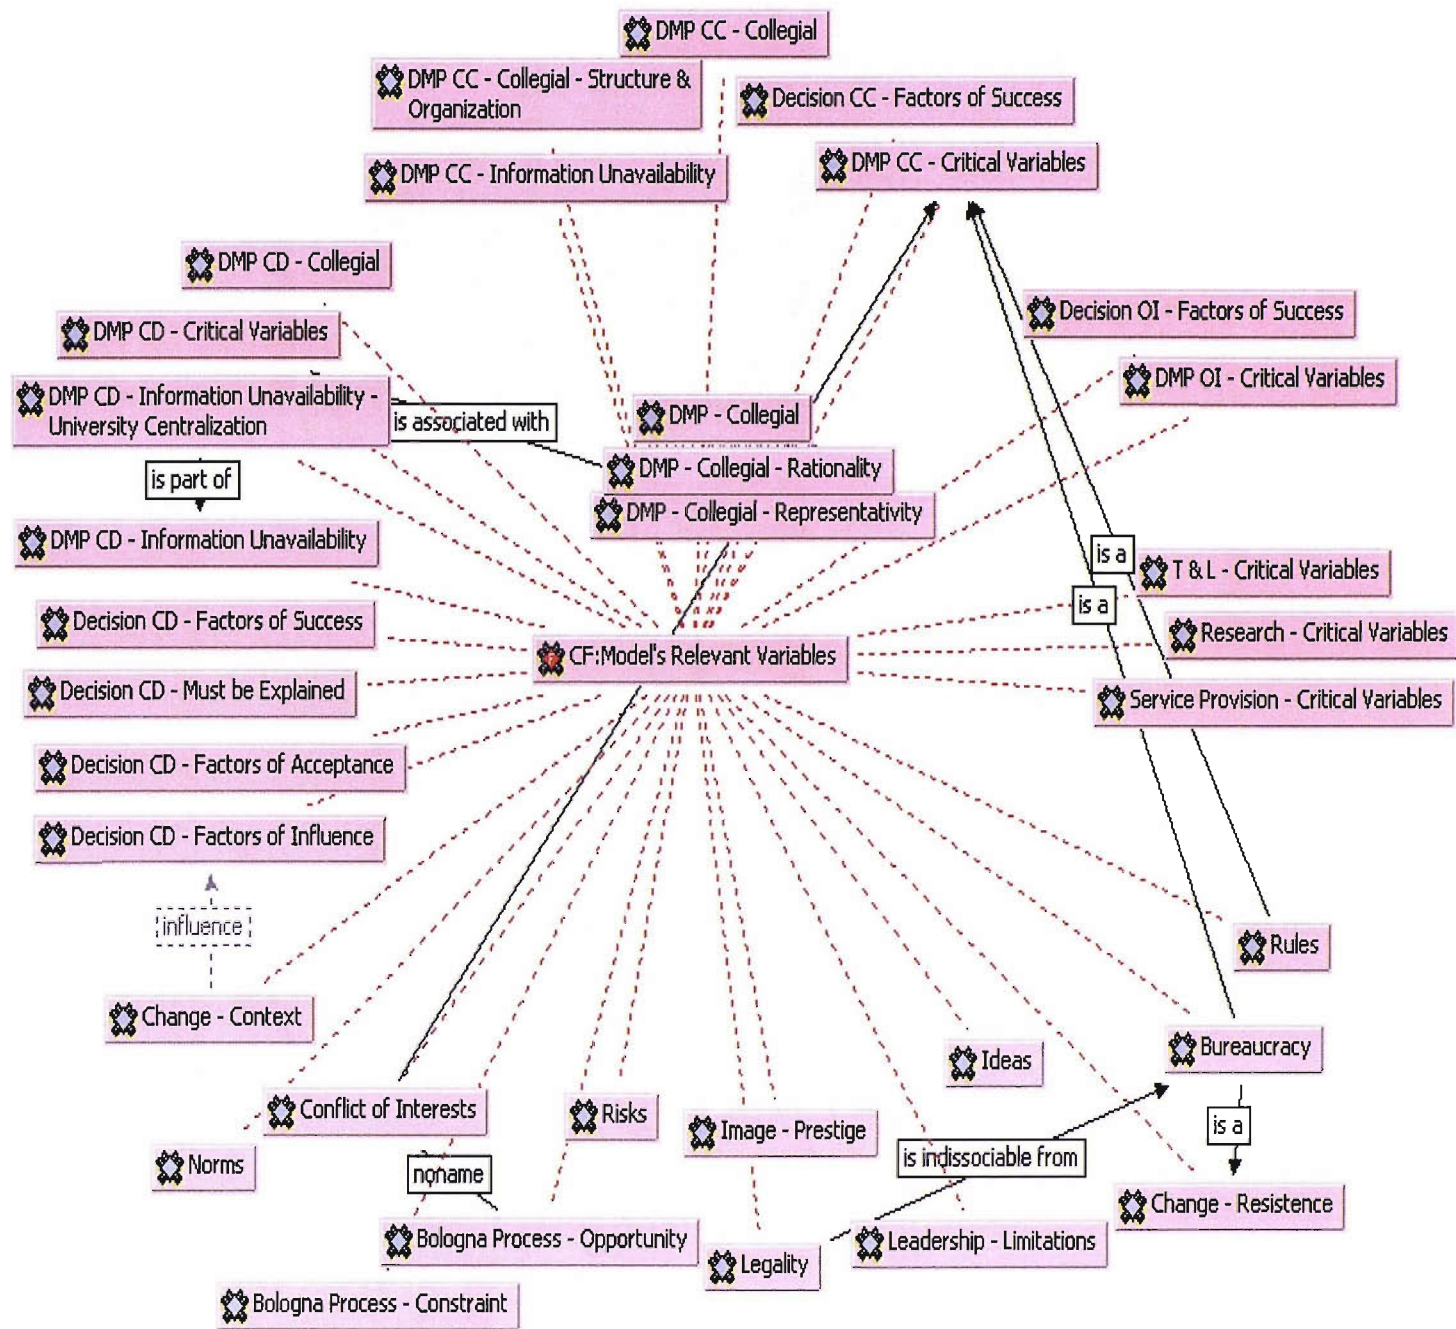 DMP CC - Collegial
DMP CC - Collegial - Structure &
Organization
Decision CC - Factors of Success
DMP CC - Information Unavailability
DMP CC - Critical Variables
DMP CD - Collegial
DMP CD - Critical Variables
Decision OI - Factors of Success
DMP OI - Critical Variables
DMP CD - Information Unavailability -
University Centralization
is associated with
DMP - Collegial
DMP - Collegial - Rationality
DMP - Collegial - Representativity
is part of
DMP CD - Information Unavailability
is a
T & L - Critical Variables
is a
Decision CD - Factors of Success
Research - Critical Variables
CF:Model's Relevant Variables
Decision CD - Must be Explained
Service Provision - Critical Variables
Decision CD - Factors of Acceptance
Decision CD - Factors of Influence
influence
Rules
Change - Context
Bureaucracy
Ideas
Conflict of Interests
Risks
Image - Prestige
is a
Norms
noname
is indissociable from
Change - Resistence
Bologna Process - Opportunity
Legality
Leadership - Limitations
Bologna Process - Constraint